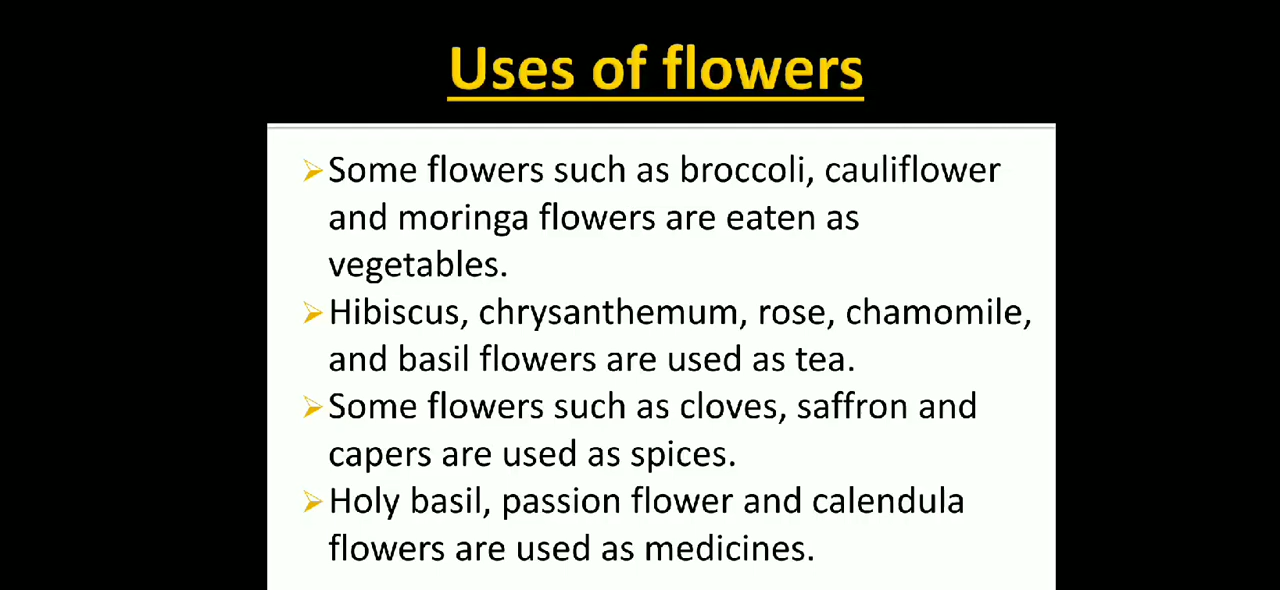 Uses of flowers
➢Some flowers such as broccoli, cauliflower
and moringa flowers are eaten as
vegetables.
➢Hibiscus, chrysanthemum, rose, chamomile,
and basil flowers are used as tea.
➢Some flowers such as cloves, saffron and
capers are used as spices.
➢Holy basil, passion flower and calendula
flowers are used as medicines.